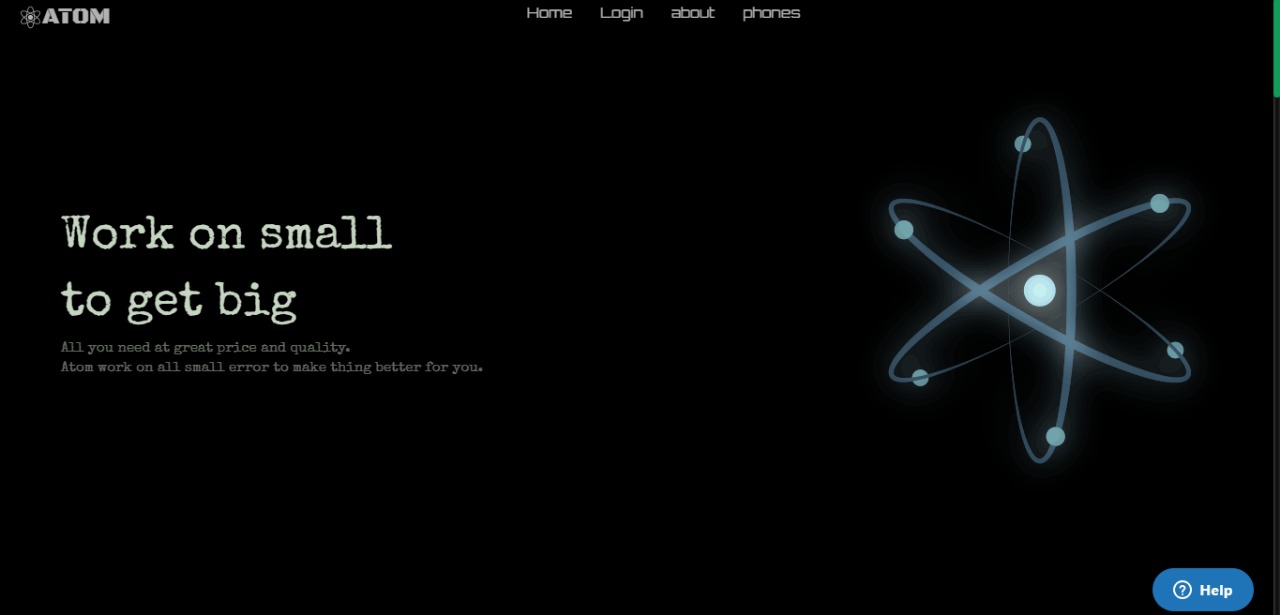 ATOM
Home Login about phones
Work on small
to get big
All you need at great price and quality.
Atom work on all small error to make thing better for you.
Help